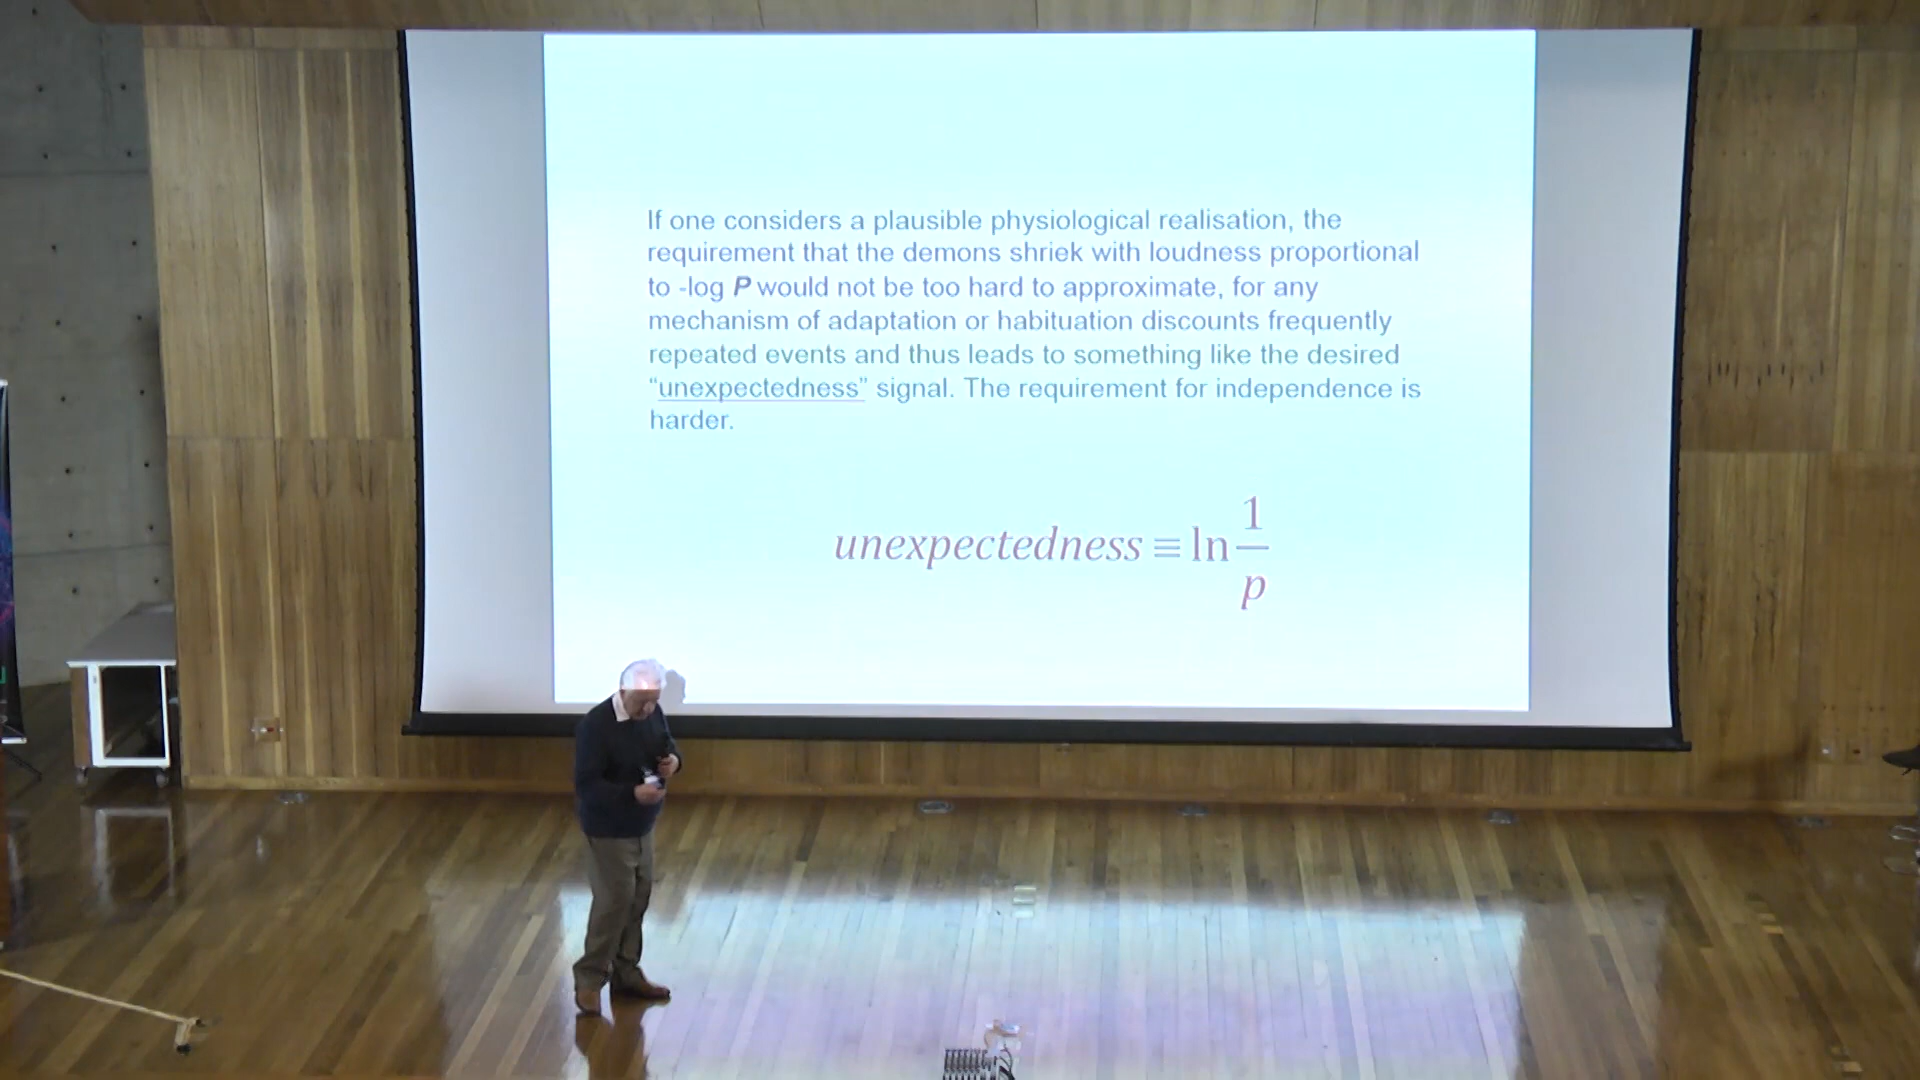 If one considers a plausible physiological realisation, the
requirement that the demons shriek with loudness proportional
to -log P would not be too hard to approximate, for any
mechanism of adaptation or habituation discounts frequently
repeated events and thus leads to something like the desired
“unexpectedness” signal. The requirement for independence is
harder.
unexpectedness ≡ ln 1/p